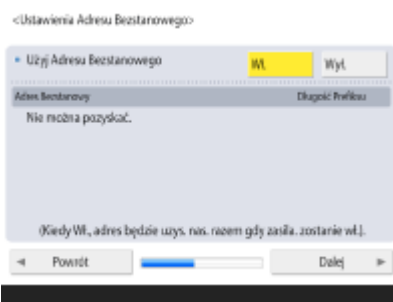 <Ustawienia Adresu Bezstanowego>
Użyj Adresu Bezstanowego
Wł.
Wył.
Adres Bezstanowy
Długość Prefiksu
Nie można pozyskać.
(Kiedy Wł., adres będzie uzys. nas. razem gdy zasila. zostanie wł.).
Powrót
Dalej